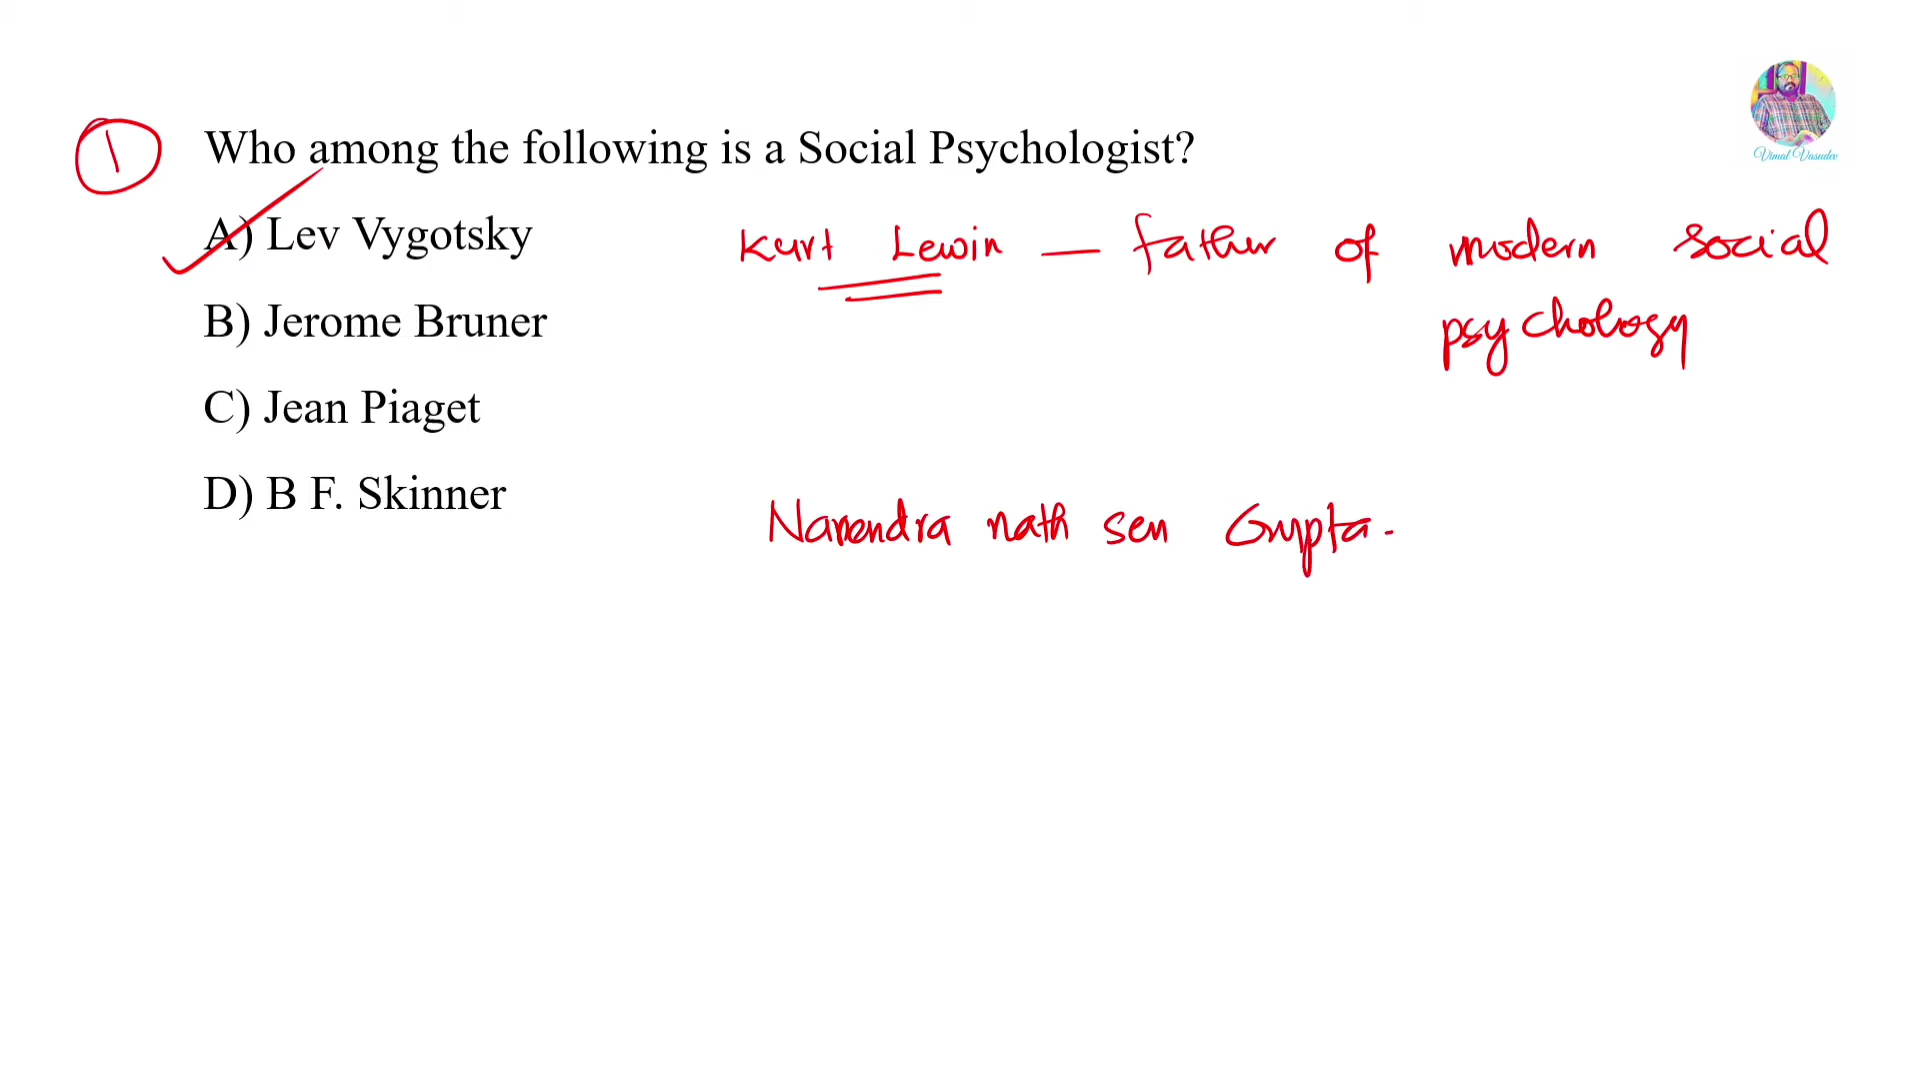 1 Who among the following is a Social Psychologist?
A) Lev Vygotsky
Kurt Lewin — father of modern social
psychology
B) Jerome Bruner
C) Jean Piaget
D) B F. Skinner
Narendra nath sen Gupta.
Vimal Vasudev